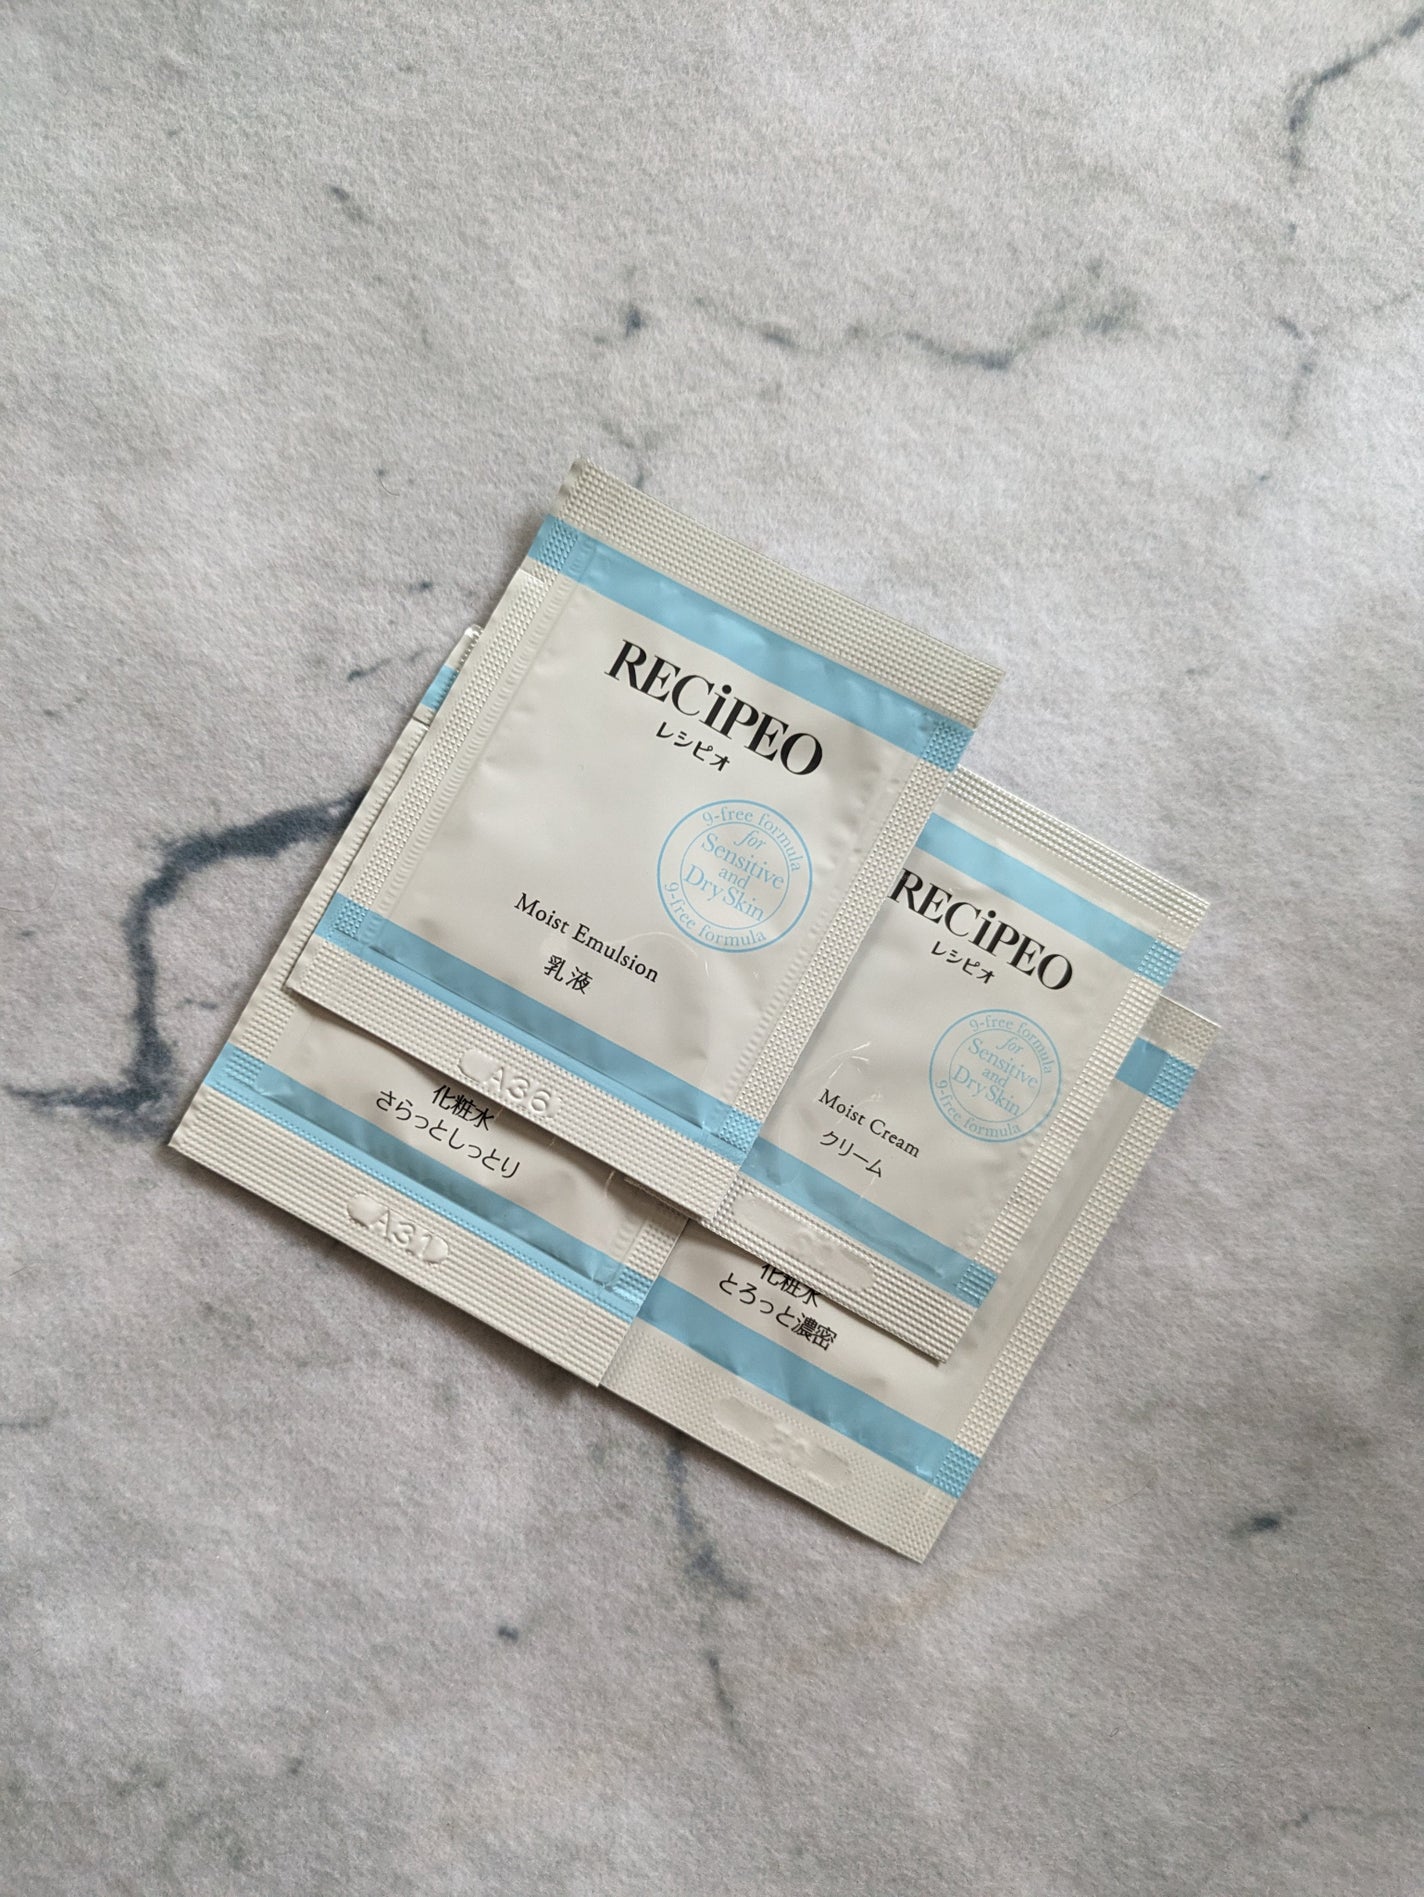 RECiPEO
レシピオ
9-free formula
for
Sensitive
and
Dry Skin
9-free formula
Moist Emulsion
乳液
A36
RECiPEO
レシピオ
9-free formula
for
Sensitive
and
Dry Skin
9-free formula
Moist Cream
クリーム
化粧水
さらっとしっとり
A31
化粧水
とろっと濃密